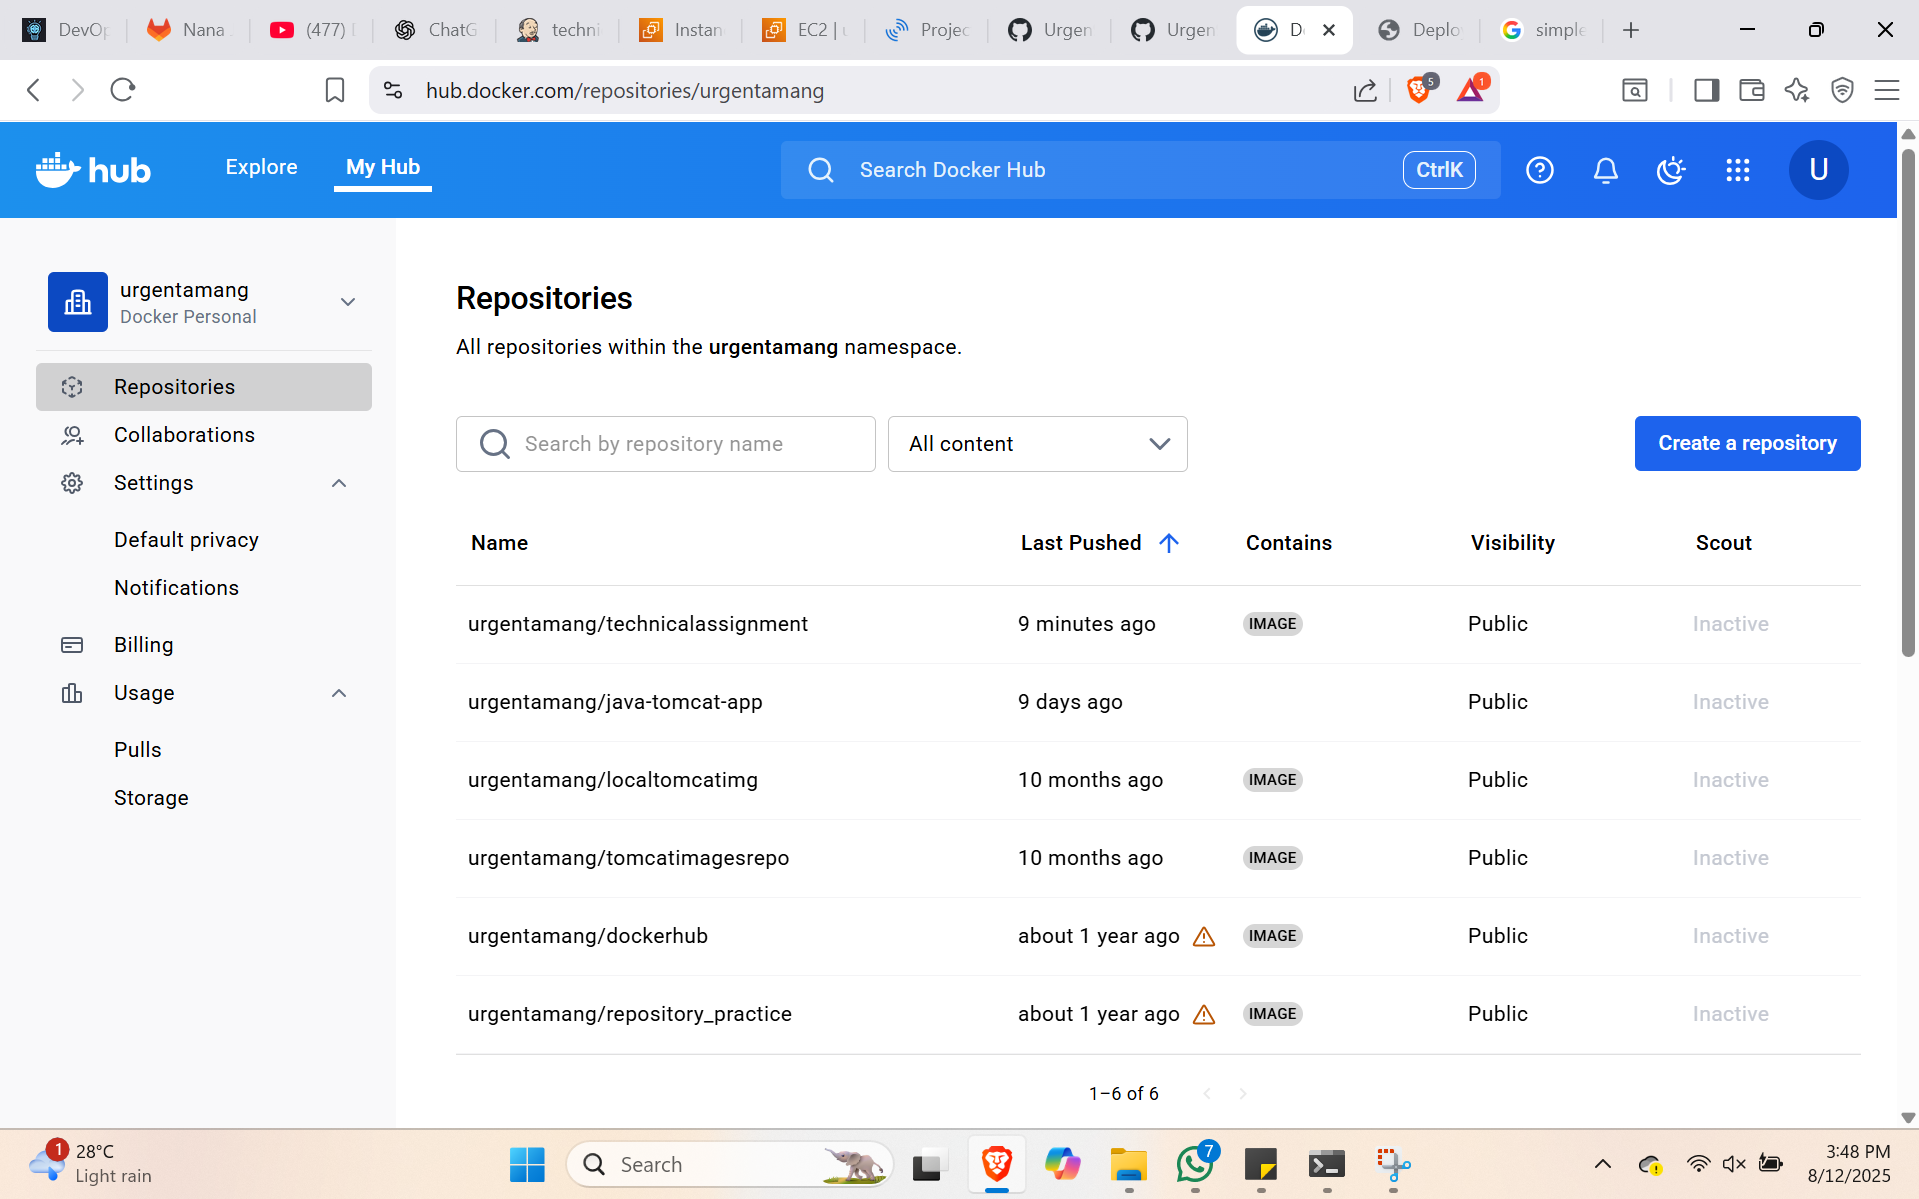 DevOp
Nana
(477)
ChatG
techni
Instan
EC2 | u
Projec
Urgen
Urgen
D
Deplo
simple
hub.docker.com/repositories/urgentamang
5
1
hub
Explore
My Hub
Search Docker Hub
CtrlK
U
urgentamang
Docker Personal
Repositories
Collaborations
Settings
Default privacy
Notifications
Billing
Usage
Pulls
Storage
Repositories
All repositories within the urgentamang namespace.
Search by repository name
All content
Create a repository
Name Last Pushed Contains Visibility Scout
urgentamang/technicalassignment 9 minutes ago IMAGE Public Inactive
urgentamang/java-tomcat-app 9 days ago Public Inactive
urgentamang/localtomcatimg 10 months ago IMAGE Public Inactive
urgentamang/tomcatimagesrepo 10 months ago IMAGE Public Inactive
urgentamang/dockerhub about 1 year ago IMAGE Public Inactive
urgentamang/repository_practice about 1 year ago IMAGE Public Inactive
1–6 of 6
1
28°C
Light rain
Search
7
3:48 PM
8/12/2025